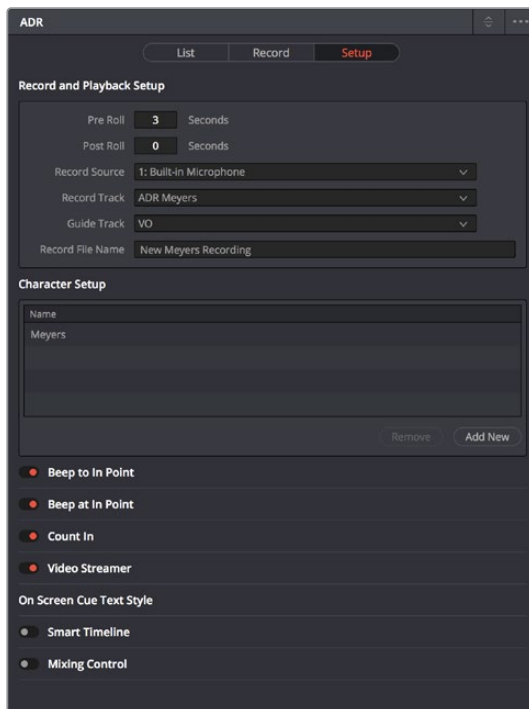 ADR
List Record Setup
Record and Playback Setup
Pre Roll 3 Seconds
Post Roll 0 Seconds
Record Source 1: Built-in Microphone
Record Track ADR Meyers
Guide Track VO
Record File Name New Meyers Recording
Character Setup
Name
Meyers
Remove Add New
Beep to In Point
Beep at In Point
Count In
Video Streamer
On Screen Cue Text Style
Smart Timeline
Mixing Control